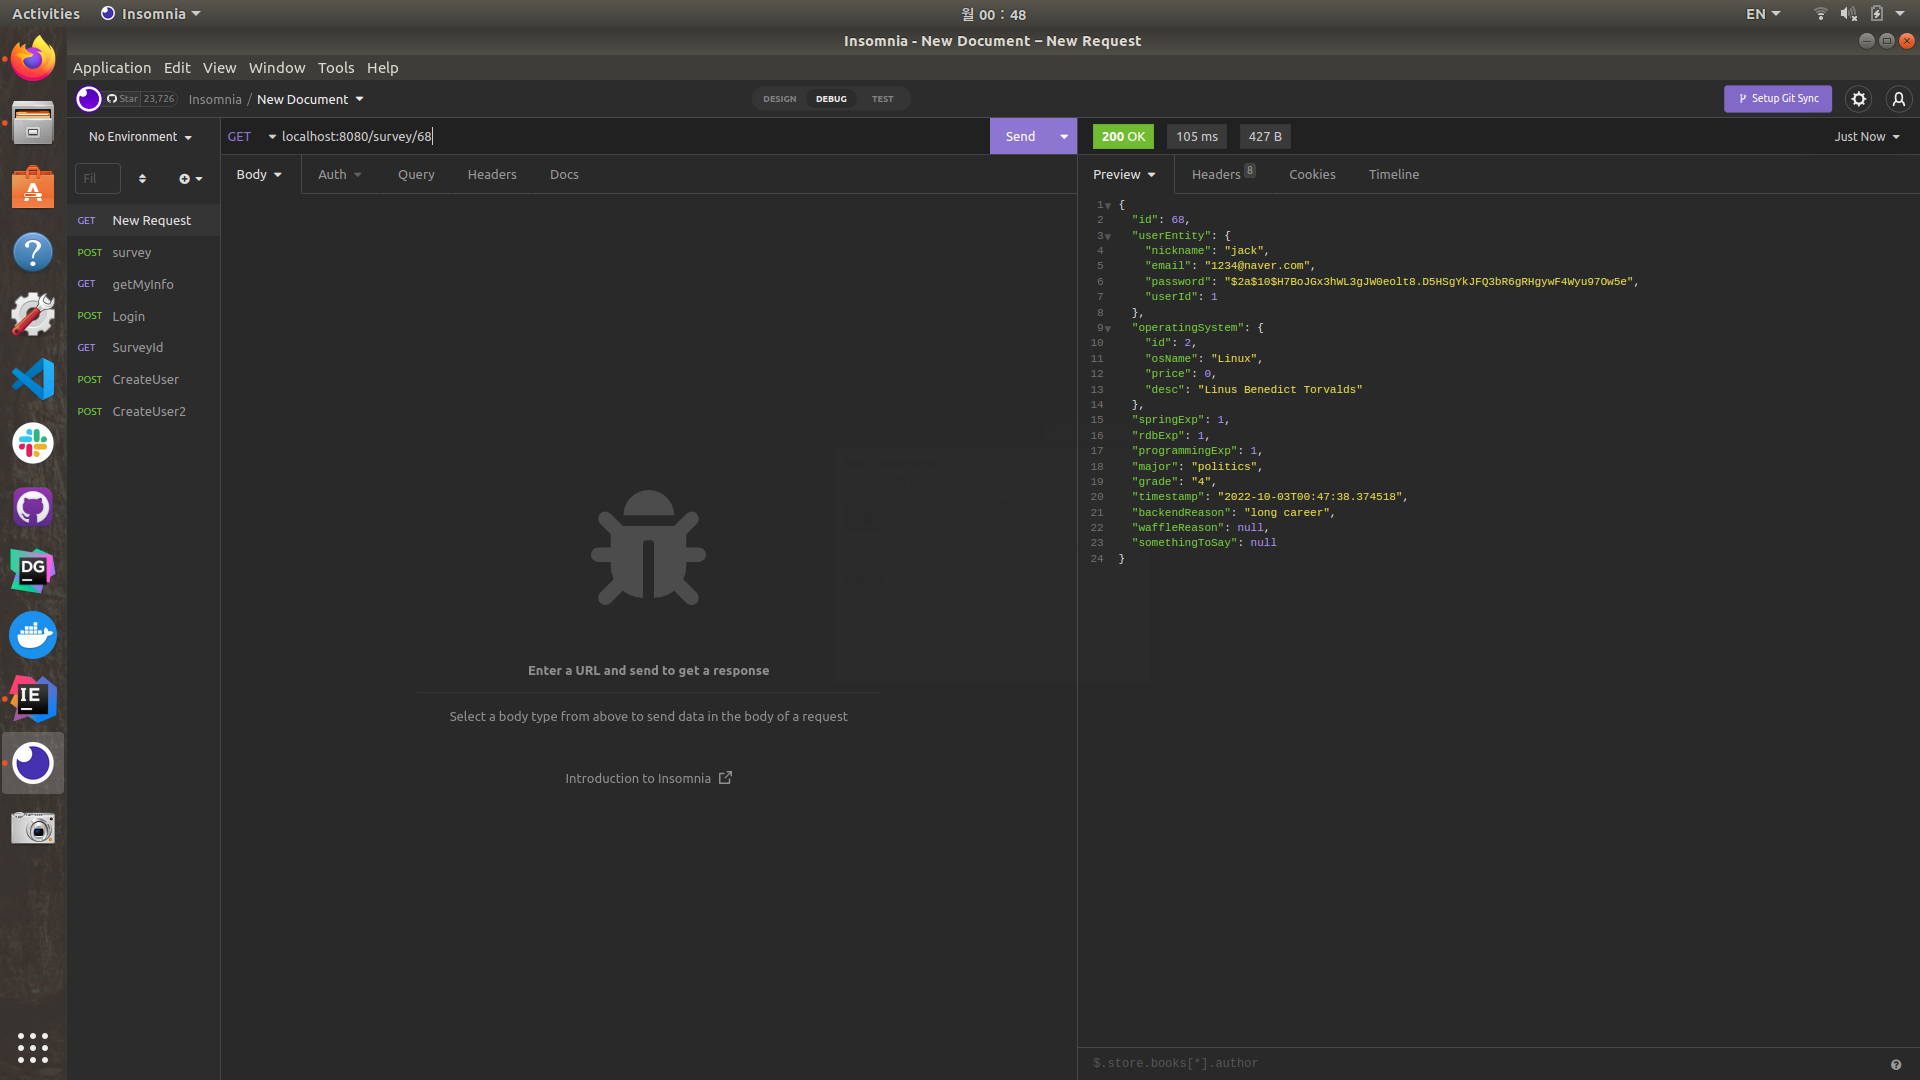 Activities
Insomnia
월 00 : 48
EN
Insomnia - New Document – New Request
Application Edit View Window Tools Help
Star 23,726
Insomnia / New Document
DESIGN DEBUG TEST
Setup Git Sync
No Environment
GET localhost:8080/survey/68
Send
200 OK 105 ms 427 B
Just Now
Fil
Body Auth Query Headers Docs
Preview Headers 8 Cookies Timeline
GET New Request
POST survey
GET getMyInfo
POST Login
GET SurveyId
POST CreateUser
POST CreateUser2
Enter a URL and send to get a response
Select a body type from above to send data in the body of a request
Introduction to Insomnia
1 {
2 "id": 68,
3 "userEntity": {
4 "nickname": "jack",
5 "email": "1234@naver.com",
6 "password": "$2a$10$H7BoJGx3hWL3gJW0eolt8.D5HSgYkJFQ3bR6gRHgywF4Wyu97Ow5e",
7 "userId": 1
8 },
9 "operatingSystem": {
10 "id": 2,
11 "osName": "Linux",
12 "price": 0,
13 "desc": "Linus Benedict Torvalds"
14 },
15 "springExp": 1,
16 "rdbExp": 1,
17 "programmingExp": 1,
18 "major": "politics",
19 "grade": "4",
20 "timestamp": "2022-10-03T00:47:38.374518",
21 "backendReason": "long career",
22 "waffleReason": null,
23 "somethingToSay": null
24 }
$.store.books[*].author
DG
IE